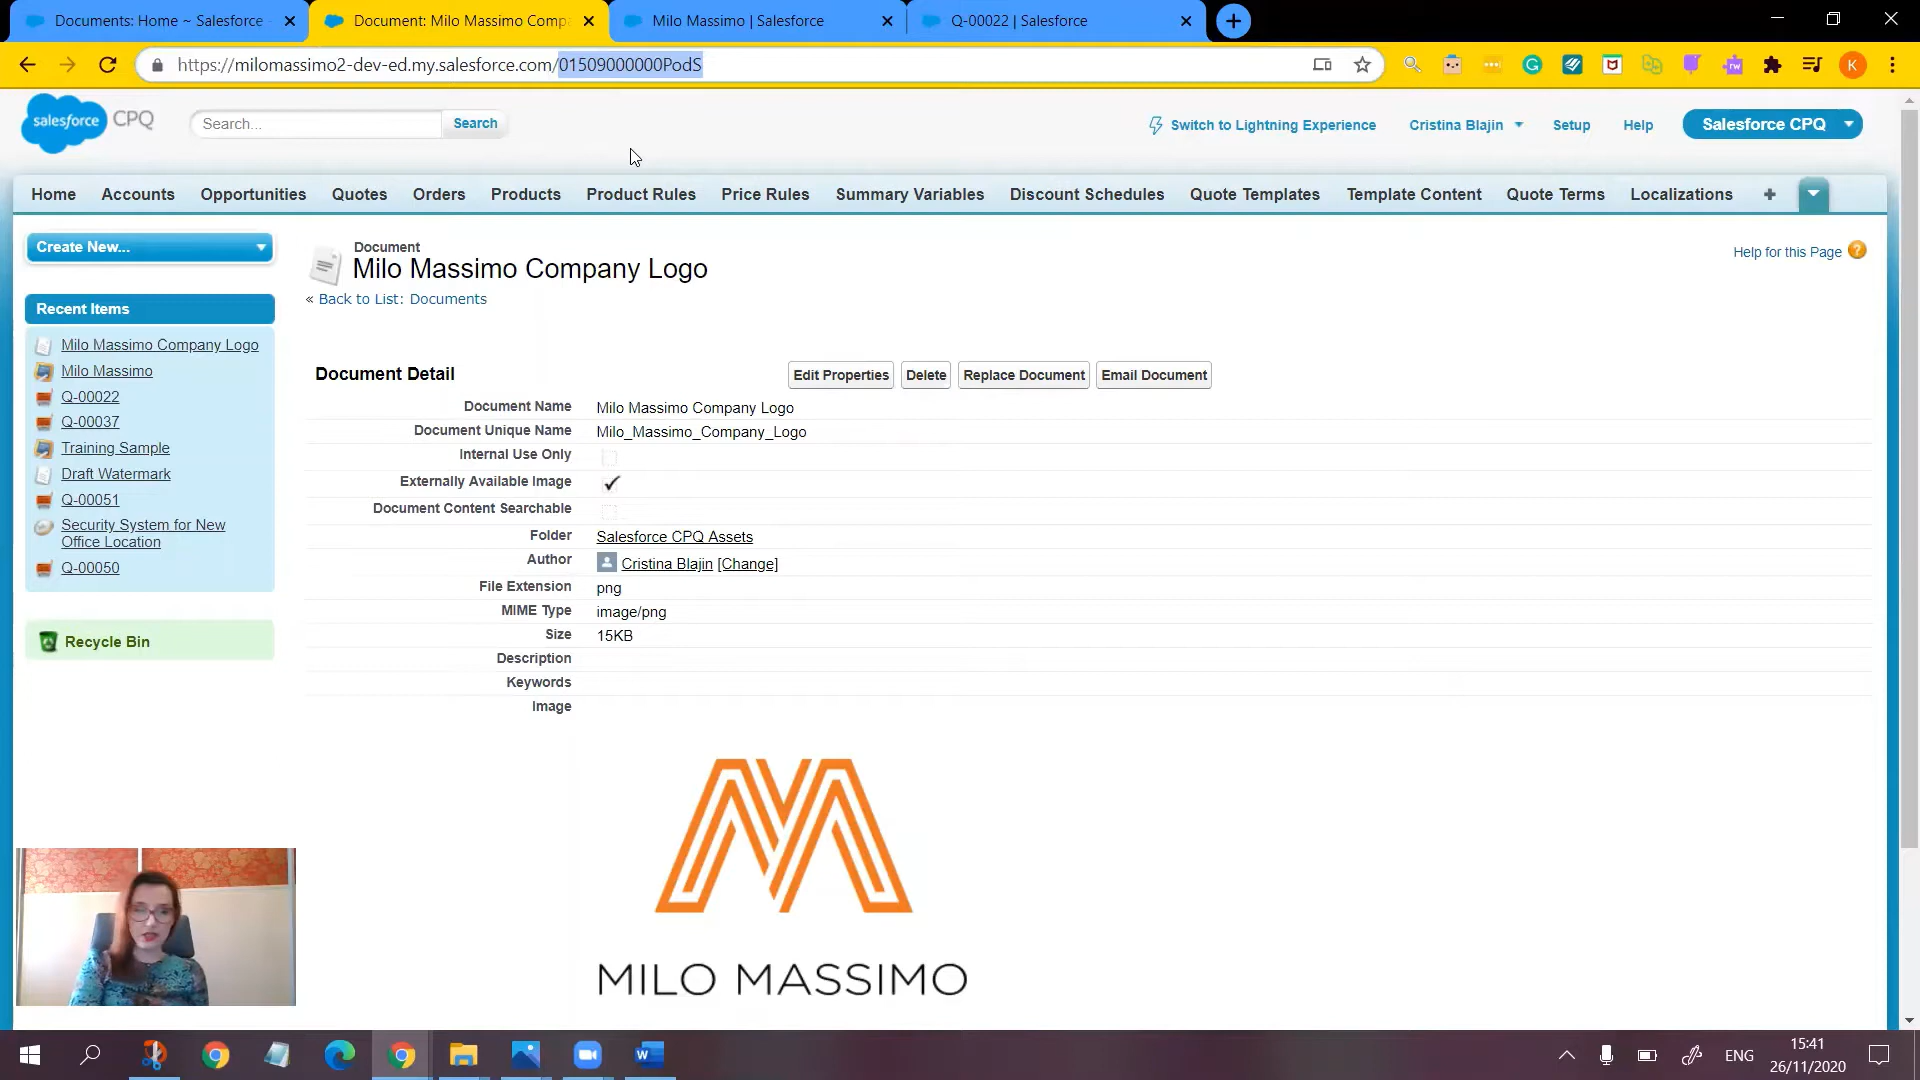 Documents: Home ~ Salesforce -
Document: Milo Massimo Comp
Milo Massimo | Salesforce
Q-00022 | Salesforce
https://milomassimo2-dev-ed.my.salesforce.com/01509000000PodS
K
salesforce CPQ
Search...
Search
Switch to Lightning Experience
Cristina Blajin
Setup
Help
Salesforce CPQ
Home
Accounts
Opportunities
Quotes
Orders
Products
Product Rules
Price Rules
Summary Variables
Discount Schedules
Quote Templates
Template Content
Quote Terms
Localizations
Create New...
Recent Items
Milo Massimo Company Logo
Milo Massimo
Q-00022
Q-00037
Training Sample
Draft Watermark
Q-00051
Security System for New
Office Location
Q-00050
Recycle Bin
Document
Milo Massimo Company Logo
« Back to List: Documents
Help for this Page
Document Detail
Edit Properties
Delete
Replace Document
Email Document
Document Name Milo Massimo Company Logo
Document Unique Name Milo_Massimo_Company_Logo
Internal Use Only
Externally Available Image
Document Content Searchable
Folder Salesforce CPQ Assets
Author Cristina Blajin [Change]
File Extension png
MIME Type image/png
Size 15KB
Description
Keywords
Image
MILO MASSIMO
ENG
15:41
26/11/2020